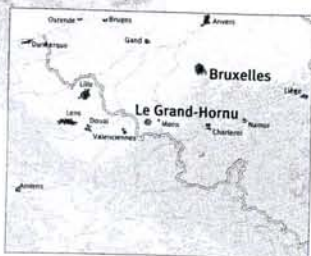 Ostende Bruges Anvers
Dunkerque Gand
Bruxelles
Lille Liège
Lens Le Grand-Hornu
Douai Mons Namur
Valenciennes Charleroi
Amiens